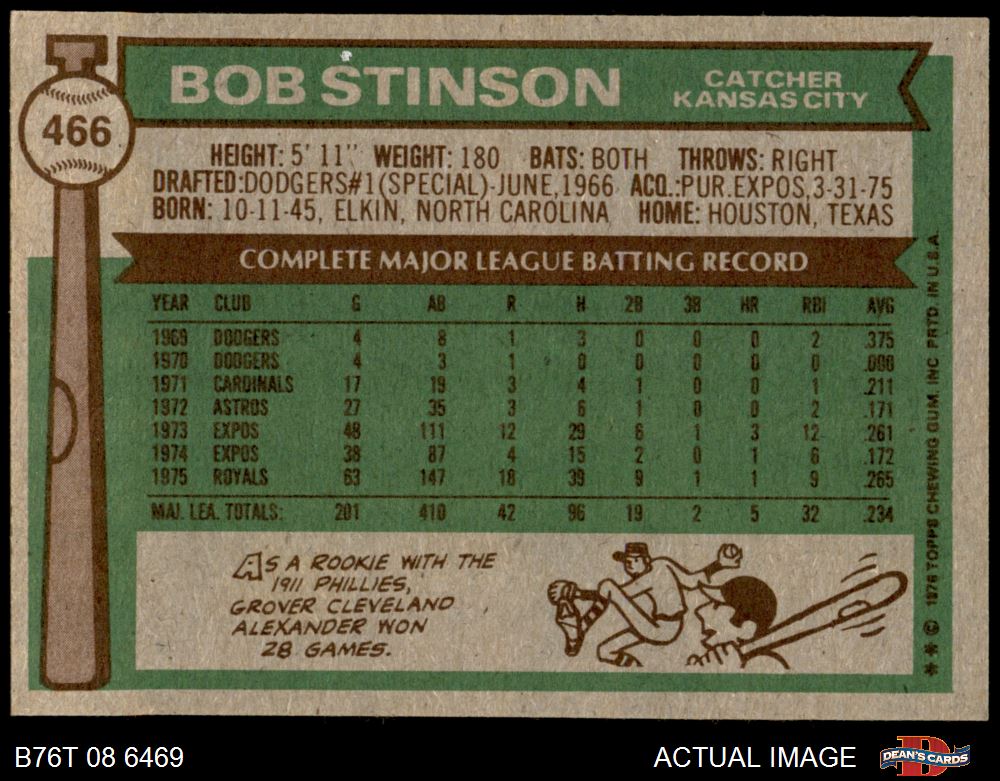 466
BOB STINSON
CATCHER
KANSAS CITY
HEIGHT: 5' 11" WEIGHT: 180 BATS: BOTH THROWS: RIGHT
DRAFTED:DODGERS#1(SPECIAL)-JUNE,1966 ACQ.:PUR.EXPOS,3-31-75
BORN: 10-11-45, ELKIN, NORTH CAROLINA HOME: HOUSTON, TEXAS
COMPLETE MAJOR LEAGUE BATTING RECORD
YEAR CLUB G AB R H 2B 3B HR RBI AVG
1969 DODGERS 4 8 1 3 0 0 0 2 .375
1970 DODGERS 4 3 1 0 0 0 0 0 .000
1971 CARDINALS 17 19 3 4 1 0 0 1 .211
1972 ASTROS 27 35 3 6 1 0 0 2 .171
1973 EXPOS 48 111 12 29 6 1 3 12 .261
1974 EXPOS 38 87 4 15 2 0 1 6 .172
1975 ROYALS 63 147 18 39 9 1 1 9 .265
MAJ. LEA. TOTALS: 201 410 42 96 19 2 5 32 .234
AS A ROOKIE WITH THE
1911 PHILLIES,
GROVER CLEVELAND
ALEXANDER WON
28 GAMES.
* * © 1976 TOPPS CHEWING GUM, INC. PRTD. IN U.S.A.
B76T 08 6469
ACTUAL IMAGE
DEAN'S CARDS